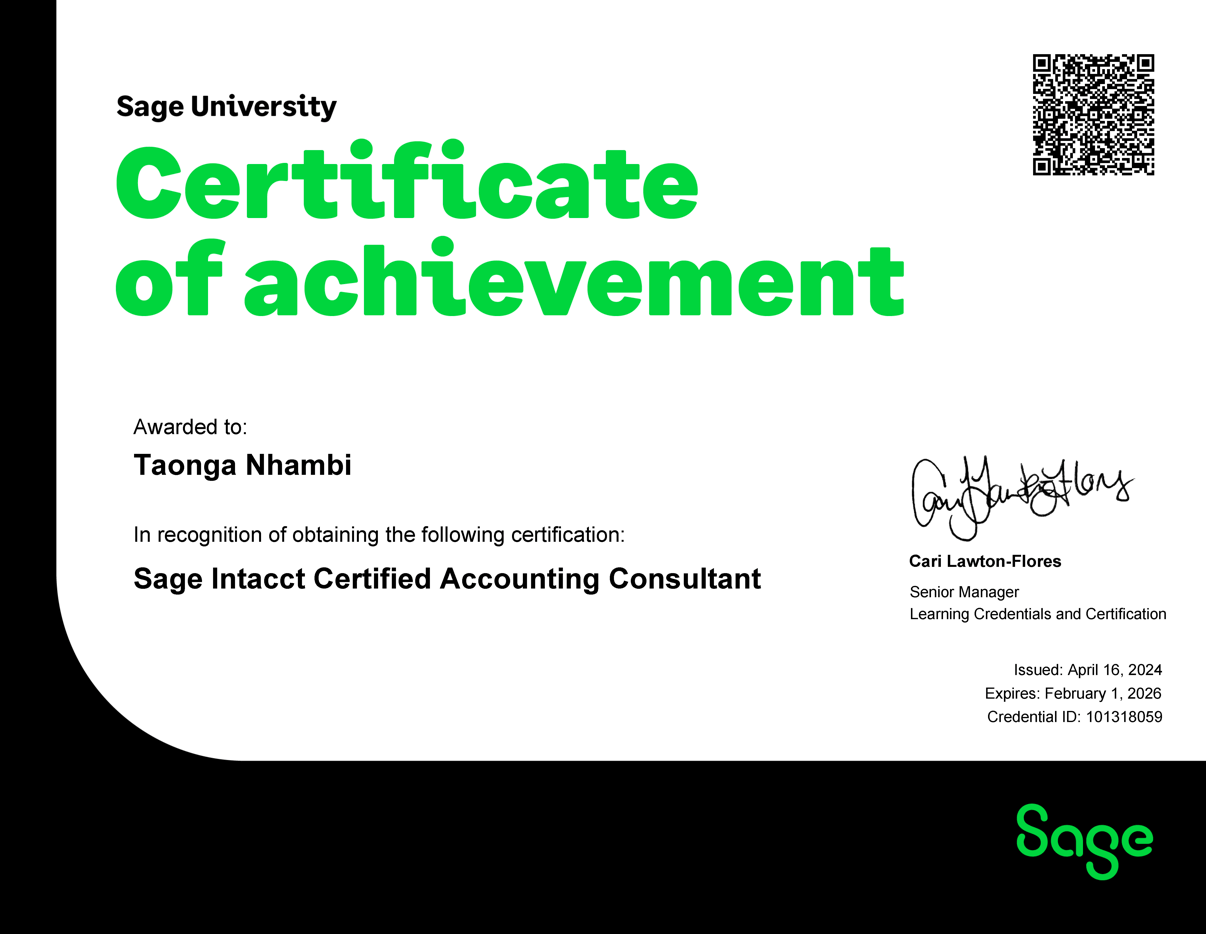 Sage University
Certificate
of achievement
Awarded to:
Taonga Nhambi
In recognition of obtaining the following certification:
Sage Intacct Certified Accounting Consultant
Cari Lawton-Flores
Cari Lawton-Flores
Senior Manager
Learning Credentials and Certification
Issued: April 16, 2024
Expires: February 1, 2026
Credential ID: 101318059
Sage